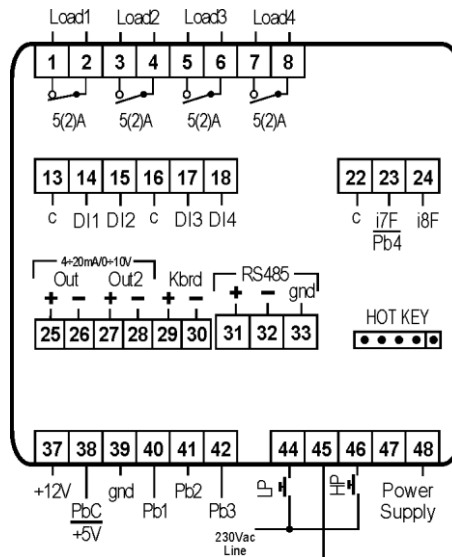 Load1 Load2 Load3 Load4
1 2 3 4 5 6 7 8
5(2)A 5(2)A 5(2)A 5(2)A
13 14 15 16 17 18 22 23 24
c DI1 DI2 c DI3 DI4 c i7F i8F
Pb4
4÷20mA/0÷10V
Out Out2 Kbrd RS485
+ − + − + − + − gnd
25 26 27 28 29 30 31 32 33
HOT KEY
37 38 39 40 41 42 44 45 46 47 48
+12V PbC gnd Pb1 Pb2 Pb3 LP HP Power
+5V Supply
230Vac
Line